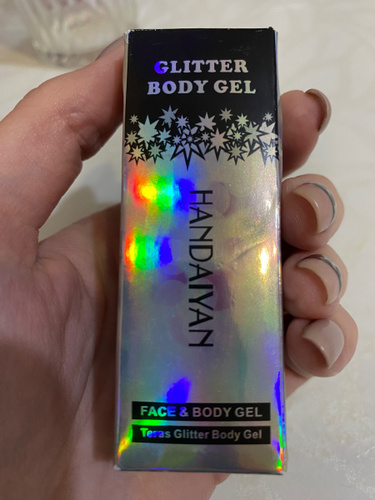 GLITTER
BODY GEL
HANDAIYAN
FACE & BODY GEL
Teras Glitter Body Gel